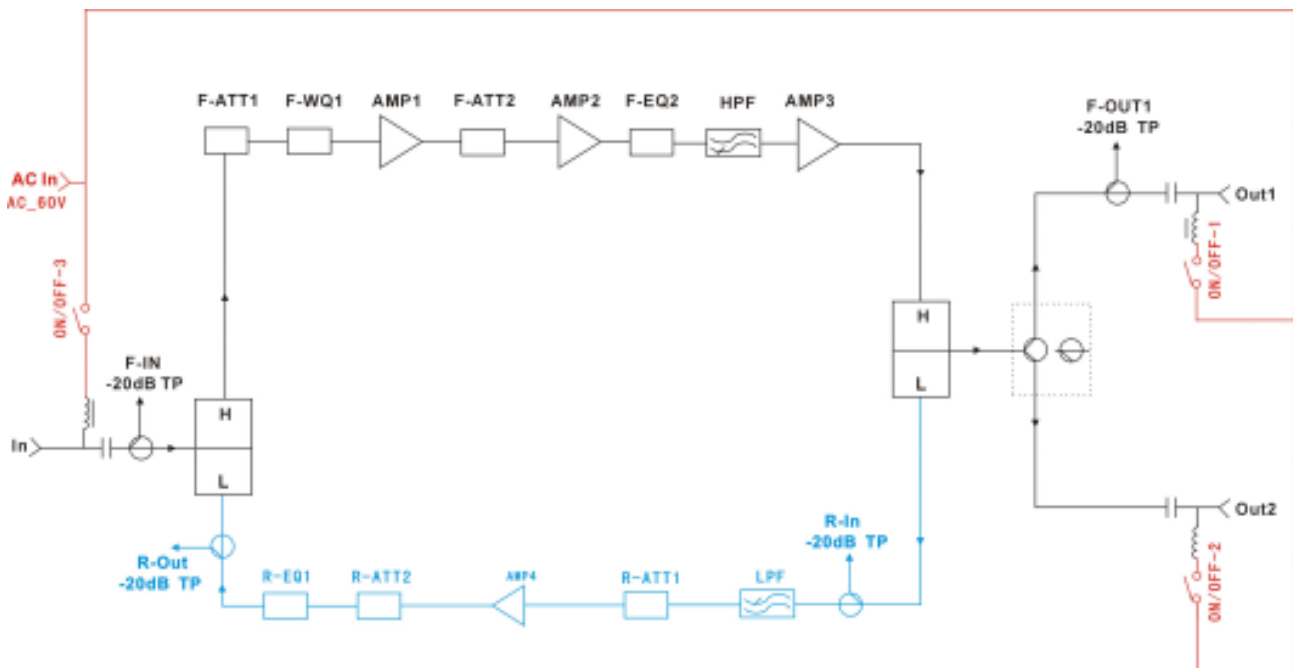 F-ATT1
F-WQ1
AMP1
F-ATT2
AMP2
F-EQ2
HPF
AMP3
F-OUT1
-20dB TP
AC In
AC_60V
Out1
ON/OFF-1
ON/OFF-3
H
L
F-IN
-20dB TP
H
L
In
Out2
R-In
-20dB TP
ON/OFF-2
R-Out
-20dB TP
R-EQ1
R-ATT2
AMP4
R-ATT1
LPF